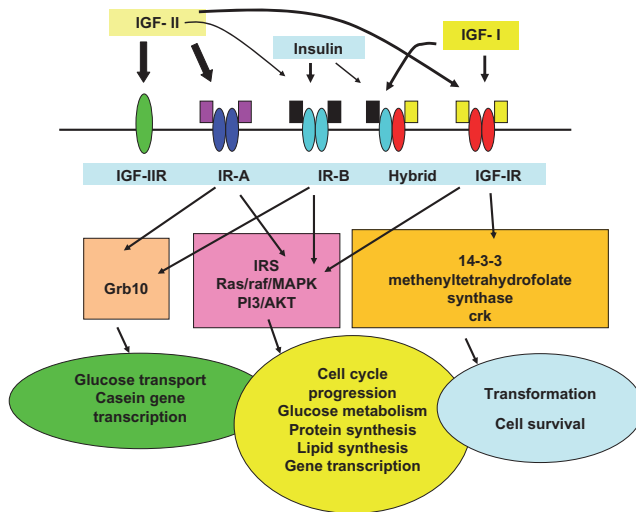 IGF- II
Insulin
IGF- I
IGF-IIR
IR-A
IR-B
Hybrid
IGF-IR
Grb10
IRS
Ras/raf/MAPK
PI3/AKT
14-3-3
methenyltetrahydrofolate
synthase
crk
Glucose transport
Casein gene
transcription
Cell cycle
progression
Glucose metabolism
Protein synthesis
Lipid synthesis
Gene transcription
Transformation
Cell survival